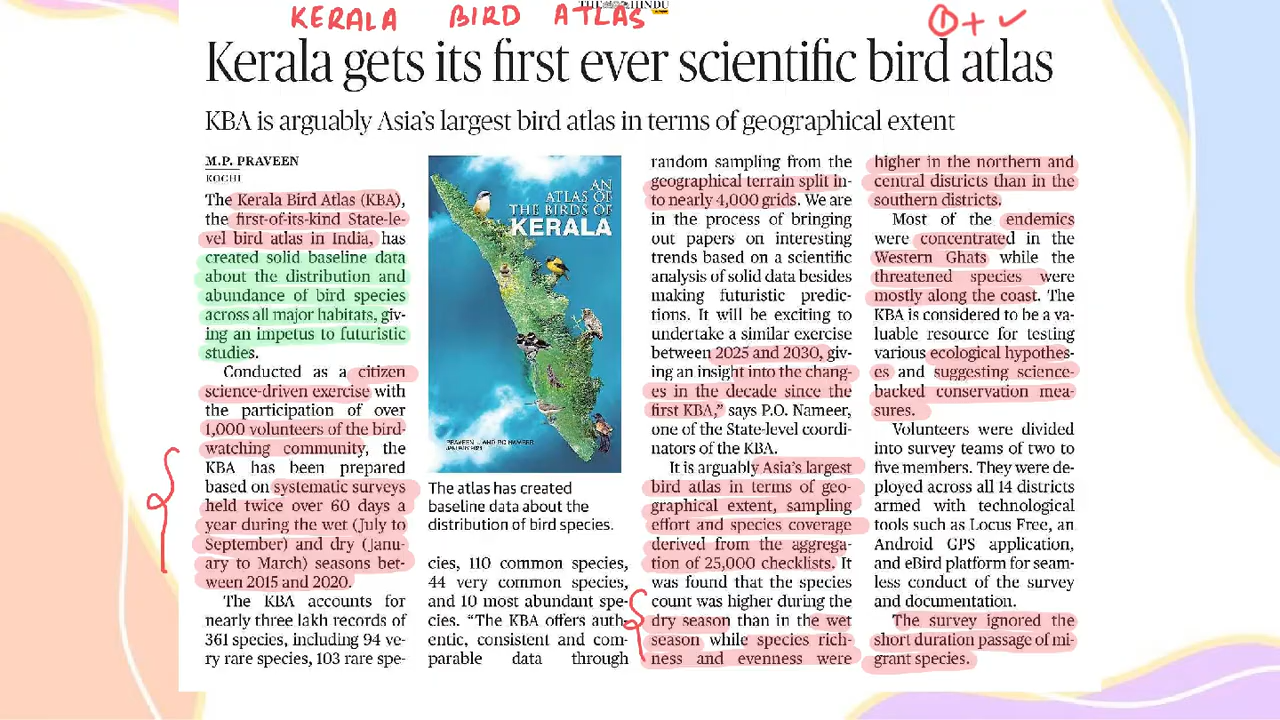 KERALA BIRD ATLAS
THE HINDU
1+
Kerala gets its first ever scientific bird atlas
KBA is arguably Asia's largest bird atlas in terms of geographical extent
M.P. PRAVEEN
KOCHI
The Kerala Bird Atlas (KBA),
the first-of-its-kind State-le-
vel bird atlas in India, has
created solid baseline data
about the distribution and
abundance of bird species
across all major habitats, giv-
ing an impetus to futuristic
studies.
Conducted as a citizen
science-driven exercise with
the participation of over
1,000 volunteers of the bird-
watching community, the
KBA has been prepared
based on systematic surveys
held twice over 60 days a
year during the wet (July to
September) and dry (Janu-
ary to March) seasons bet-
ween 2015 and 2020.
The KBA accounts for
nearly three lakh records of
361 species, including 94 ve-
ry rare species, 103 rare spe-
AN
ATLAS OF
THE BIRDS OF
KERALA
PRAVEEN J. AND P.O. NAMEER
The atlas has created
baseline data about the
distribution of bird species.
cies, 110 common species,
44 very common species,
and 10 most abundant spe-
cies. "The KBA offers auth-
entic, consistent and com-
parable data through
random sampling from the
geographical terrain split in-
to nearly 4,000 grids. We are
in the process of bringing
out papers on interesting
trends based on a scientific
analysis of solid data besides
making futuristic predic-
tions. It will be exciting to
undertake a similar exercise
between 2025 and 2030, giv-
ing an insight into the chang-
es in the decade since the
first KBA," says P.O. Nameer,
one of the State-level coordi-
nators of the KBA.
It is arguably Asia's largest
bird atlas in terms of geo-
graphical extent, sampling
effort and species coverage
derived from the aggrega-
tion of 25,000 checklists. It
was found that the species
count was higher during the
dry season than in the wet
season while species rich-
ness and evenness were
higher in the northern and
central districts than in the
southern districts.
Most of the endemics
were concentrated in the
Western Ghats while the
threatened species were
mostly along the coast. The
KBA is considered to be a va-
luable resource for testing
various ecological hypothes-
es and suggesting science-
backed conservation mea-
sures.
Volunteers were divided
into survey teams of two to
five members. They were de-
ployed across all 14 districts
armed with technological
tools such as Locus Free, an
Android GPS application,
and eBird platform for seam-
less conduct of the survey
and documentation.
The survey ignored the
short duration passage of mi-
grant species.